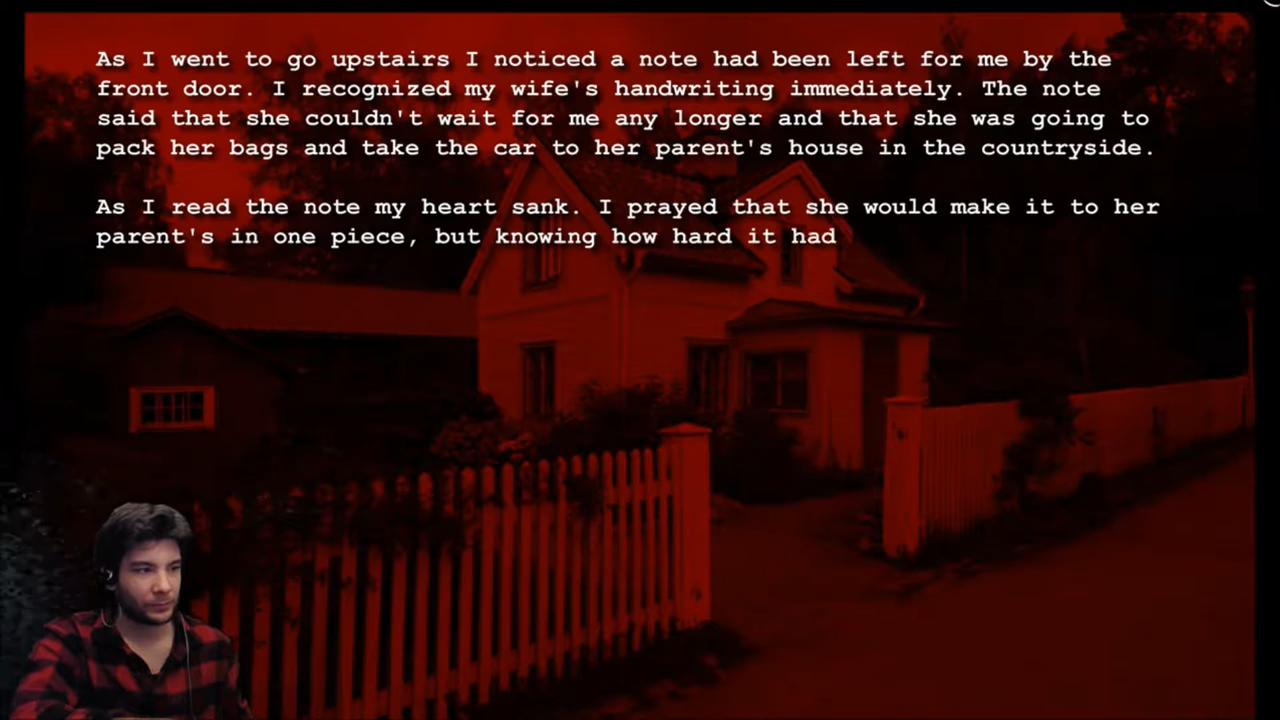 As I went to go upstairs I noticed a note had been left for me by the
front door. I recognized my wife's handwriting immediately. The note
said that she couldn't wait for me any longer and that she was going to
pack her bags and take the car to her parent's house in the countryside.
As I read the note my heart sank. I prayed that she would make it to her
parent's in one piece, but knowing how hard it had